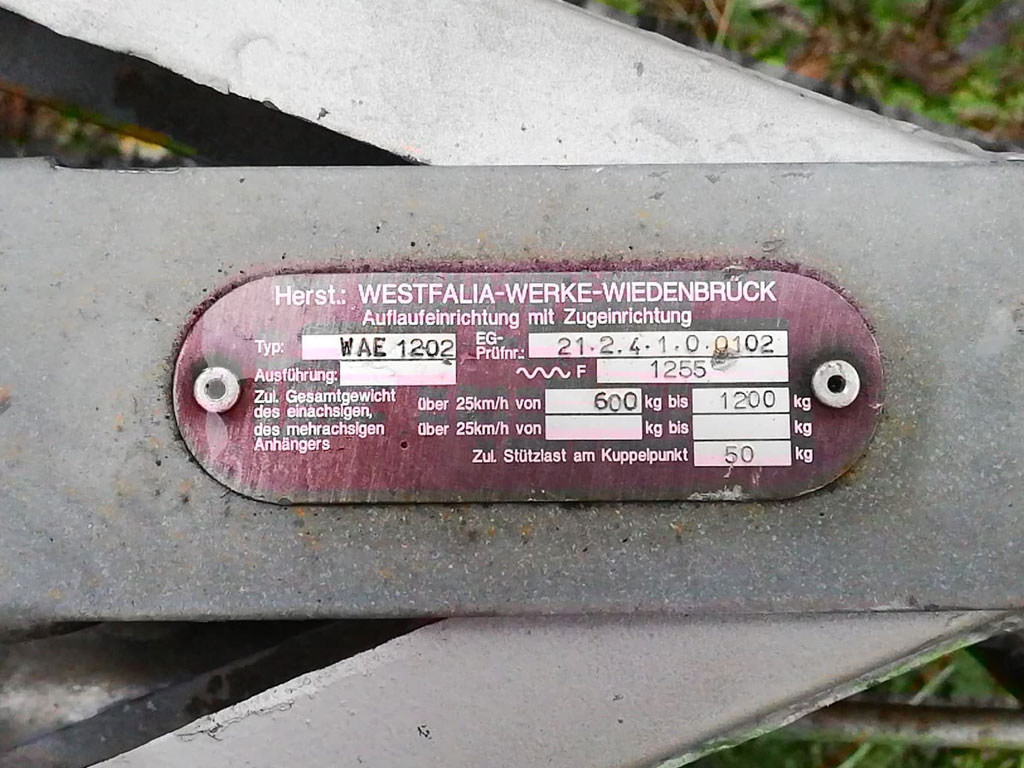 Herst.: WESTFALIA-WERKE-WIEDENBRÜCK
Auflaufeinrichtung mit Zugeinrichtung
Typ: WAE 1202 EG-Prüfnr.: 21·2·4·1·0·0102
Ausführung: F 1255
Zul. Gesamtgewicht
des einachsigen, über 25km/h von 600 kg bis 1200 kg
des mehrachsigen über 25km/h von kg bis kg
Anhängers
Zul. Stützlast am Kuppelpunkt 50 kg